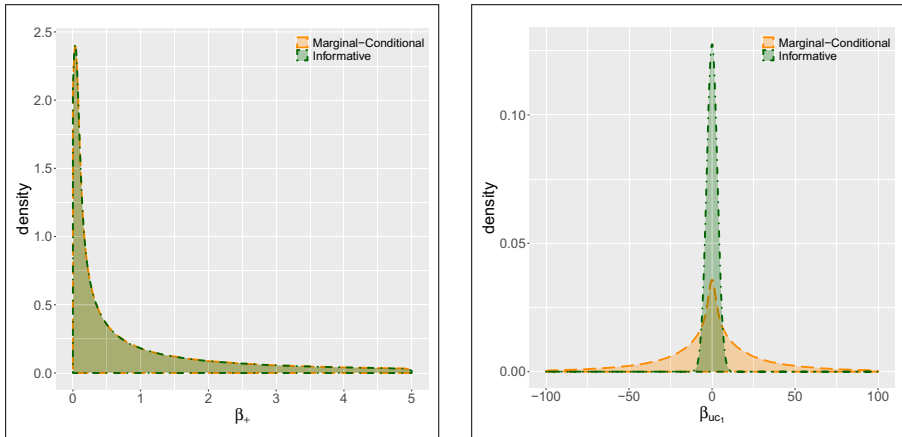 Marginal−Conditional
Informative
density
2.5
2.0
1.5
1.0
0.5
0.0
0 1 2 3 4 5
β₊
Marginal−Conditional
Informative
density
0.10
0.05
0.00
−100 −50 0 50 100
βuc₁